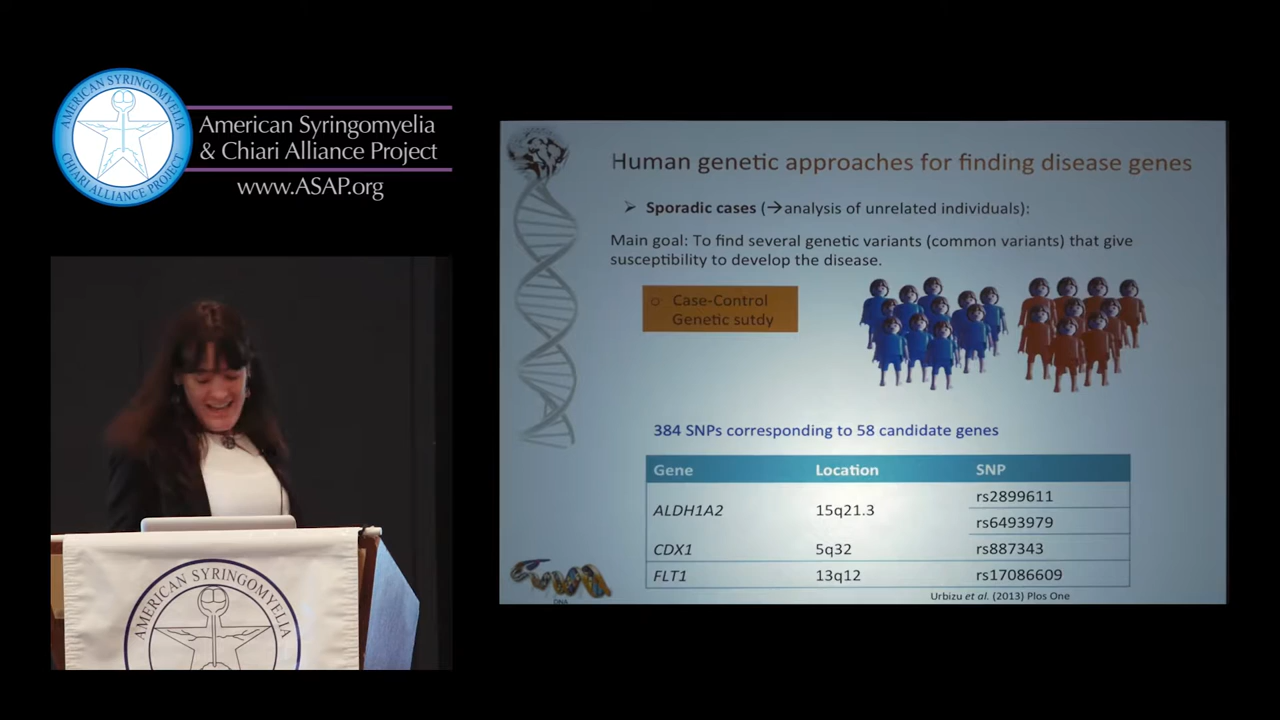 AMERICAN SYRINGOMYELIA
CHIARI ALLIANCE PROJECT
American Syringomyelia
& Chiari Alliance Project
www.ASAP.org
Human genetic approaches for finding disease genes
➢ Sporadic cases (→analysis of unrelated individuals):
Main goal: To find several genetic variants (common variants) that give
susceptibility to develop the disease.
○ Case-Control
Genetic sutdy
384 SNPs corresponding to 58 candidate genes
Gene Location SNP
ALDH1A2 15q21.3 rs2899611
rs6493979
CDX1 5q32 rs887343
FLT1 13q12 rs17086609
Urbizu et al. (2013) Plos One
DNA
AMERICAN SYRINGOMYELIA